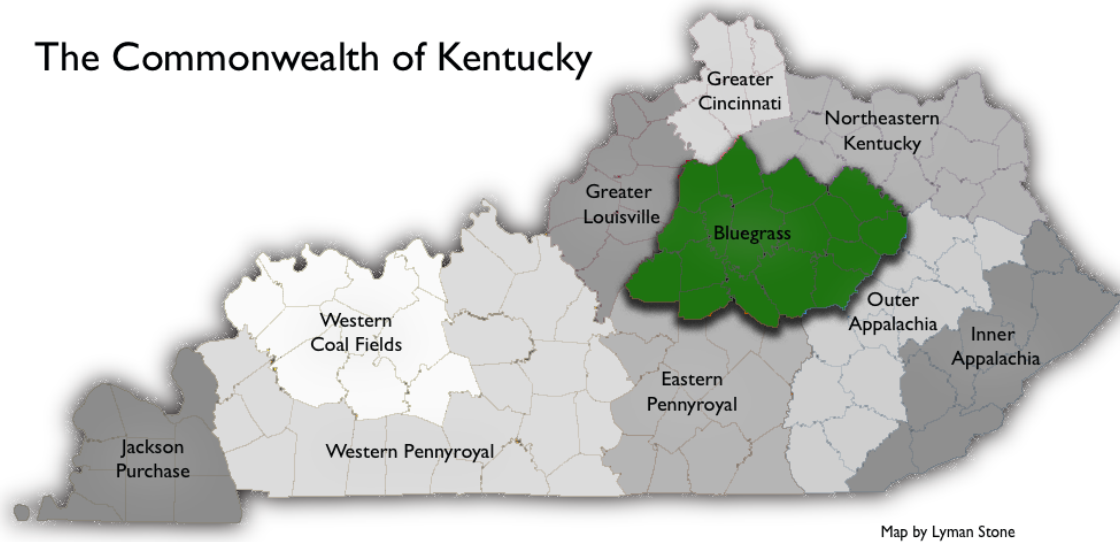 The Commonwealth of Kentucky
Greater
Cincinnati
Northeastern
Kentucky
Greater
Louisville
Bluegrass
Western
Coal Fields
Outer
Appalachia
Inner
Appalachia
Eastern
Pennyroyal
Jackson
Purchase
Western Pennyroyal
Map by Lyman Stone